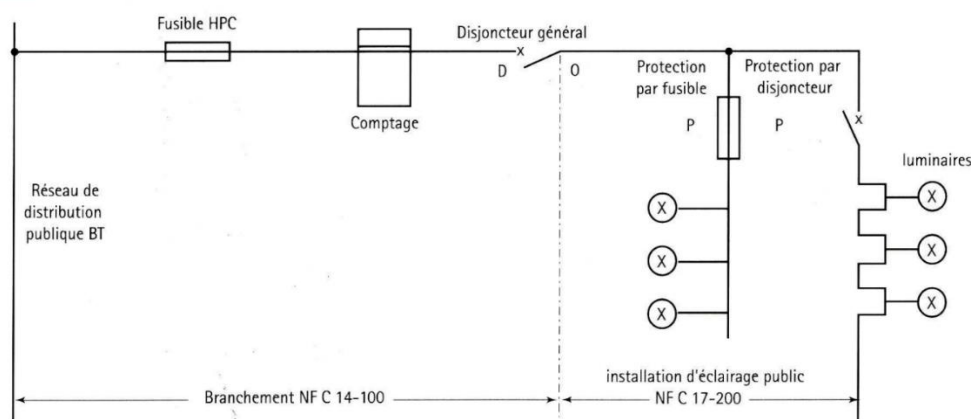 Fusible HPC
Disjoncteur général
x
D
O
Comptage
Protection
par fusible
P
Protection par
disjoncteur
P
x
luminaires
Réseau de
distribution
publique BT
X
X
X
X
X
X
Branchement NF C 14-100
installation d'éclairage public
NF C 17-200